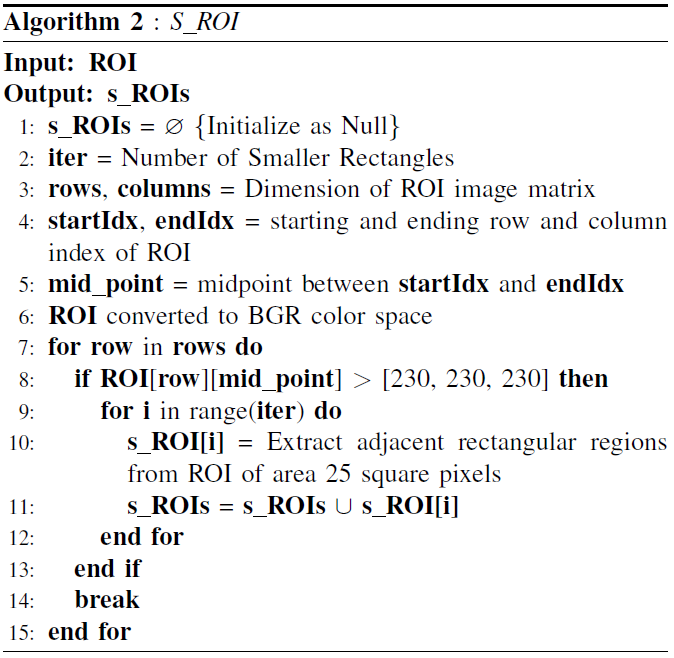 Algorithm 2 : S_ROI
Input: ROI
Output: s_ROIs
1: s_ROIs = ∅ {Initialize as Null}
2: iter = Number of Smaller Rectangles
3: rows, columns = Dimension of ROI image matrix
4: startIdx, endIdx = starting and ending row and column
index of ROI
5: mid_point = midpoint between startIdx and endIdx
6: ROI converted to BGR color space
7: for row in rows do
8: if ROI[row][mid_point] > [230, 230, 230] then
9: for i in range(iter) do
10: s_ROI[i] = Extract adjacent rectangular regions
from ROI of area 25 square pixels
11: s_ROIs = s_ROIs ∪ s_ROI[i]
12: end for
13: end if
14: break
15: end for